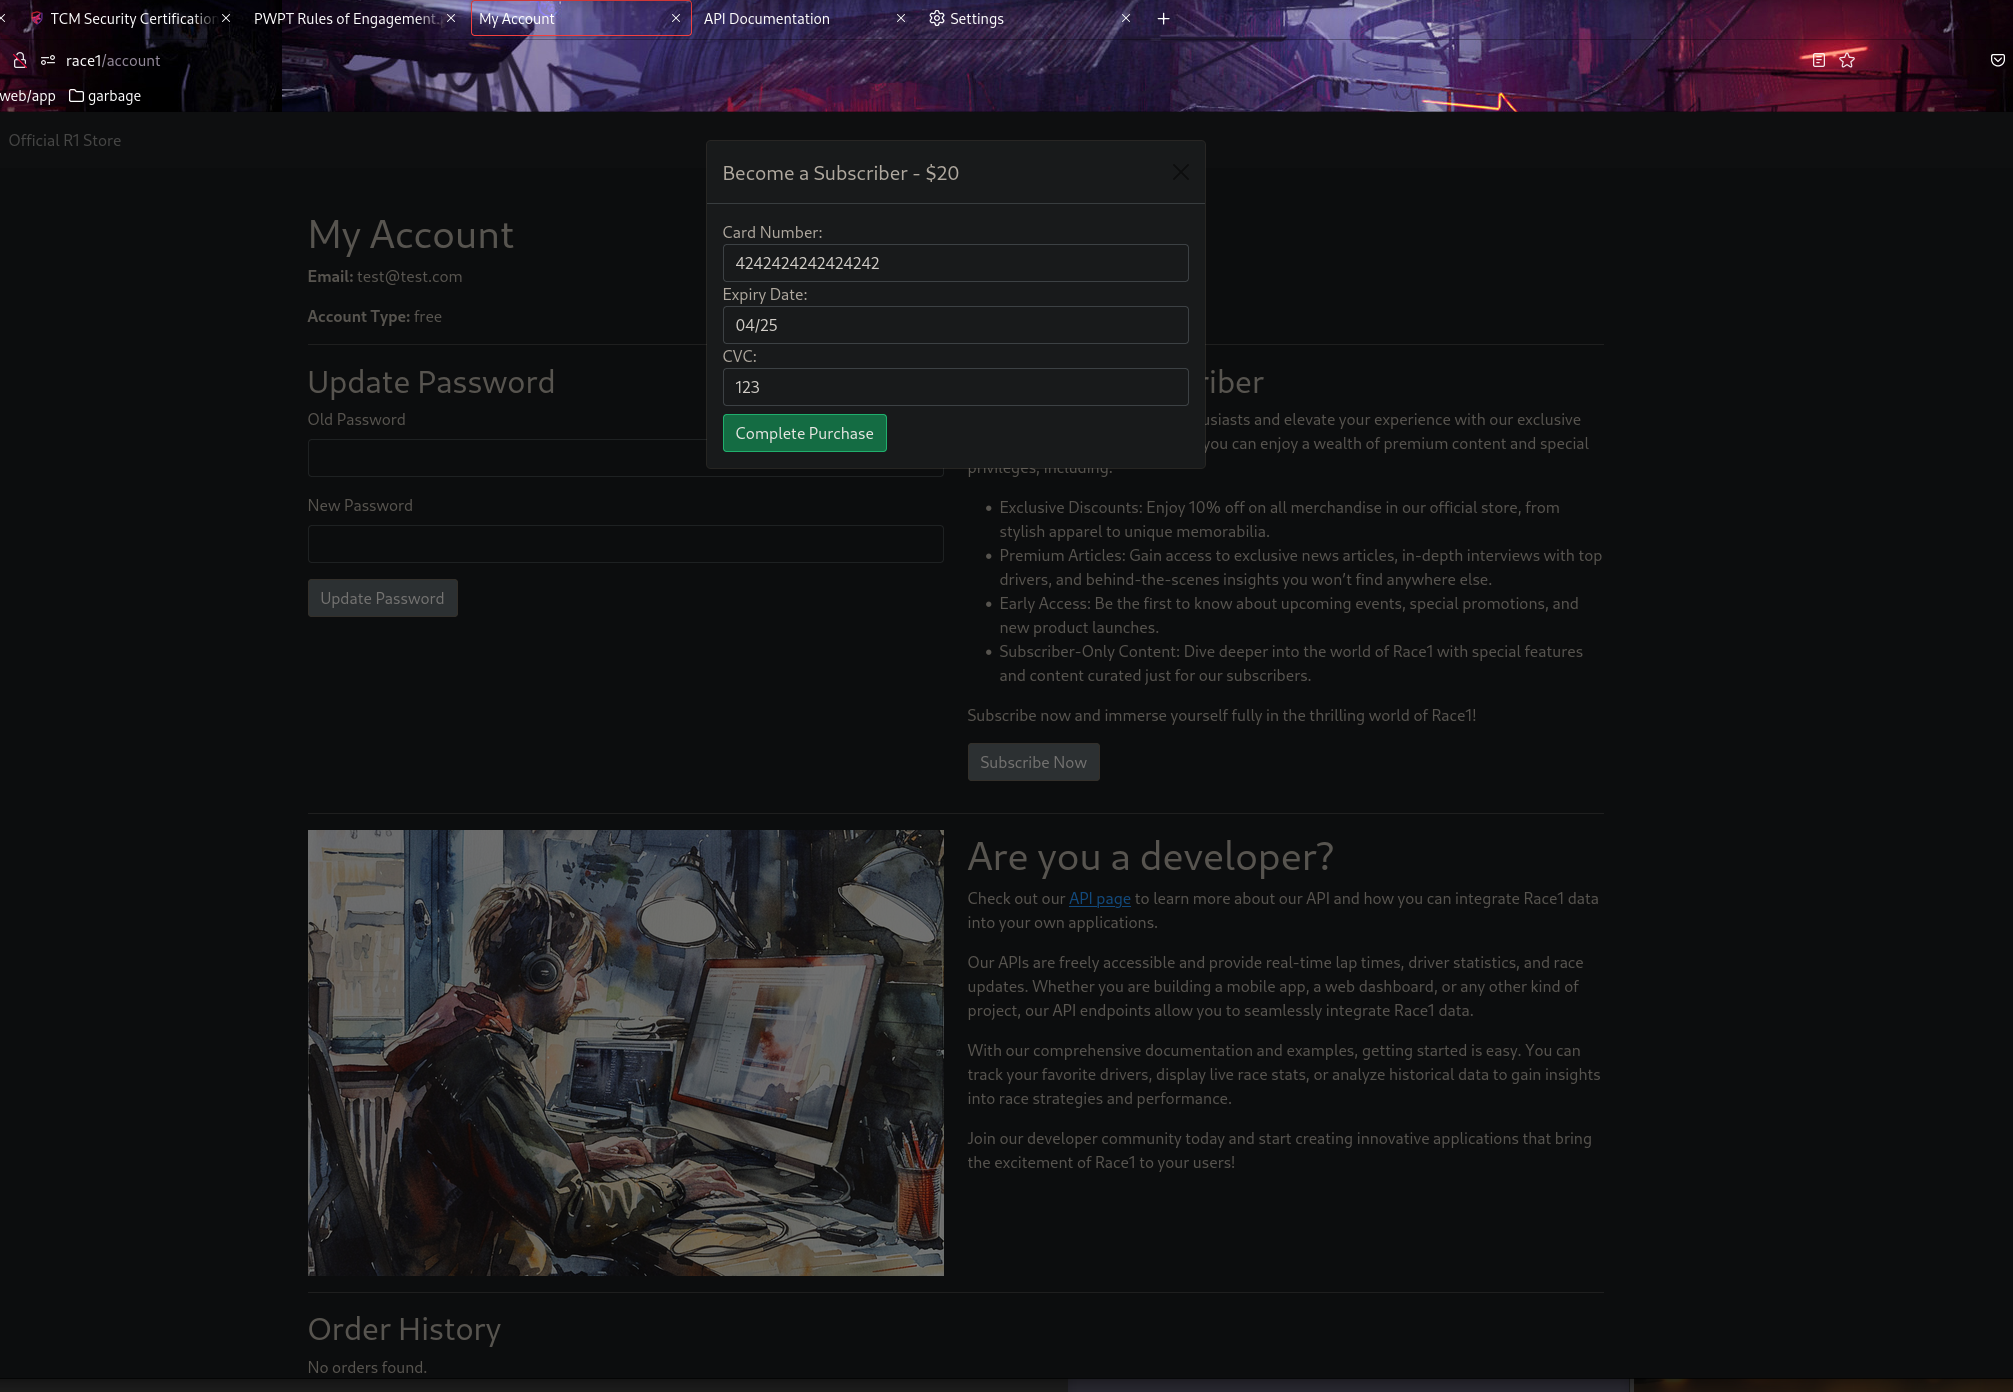 TCM Security Certification
PWPT Rules of Engagement
My Account
API Documentation
Settings
race1/account
web/app
garbage
Official R1 Store
Become a Subscriber - $20
Card Number:
4242424242424242
Expiry Date:
04/25
CVC:
123
Complete Purchase
My Account
Email: test@test.com
Account Type: free
Update Password
Old Password
New Password
Update Password
riber
usiasts and elevate your experience with our exclusive
you can enjoy a wealth of premium content and special
privileges, including:
• Exclusive Discounts: Enjoy 10% off on all merchandise in our official store, from
stylish apparel to unique memorabilia.
• Premium Articles: Gain access to exclusive news articles, in-depth interviews with top
drivers, and behind-the-scenes insights you won't find anywhere else.
• Early Access: Be the first to know about upcoming events, special promotions, and
new product launches.
• Subscriber-Only Content: Dive deeper into the world of Race1 with special features
and content curated just for our subscribers.
Subscribe now and immerse yourself fully in the thrilling world of Race1!
Subscribe Now
Are you a developer?
Check out our API page to learn more about our API and how you can integrate Race1 data
into your own applications.
Our APIs are freely accessible and provide real-time lap times, driver statistics, and race
updates. Whether you are building a mobile app, a web dashboard, or any other kind of
project, our API endpoints allow you to seamlessly integrate Race1 data.
With our comprehensive documentation and examples, getting started is easy. You can
track your favorite drivers, display live race stats, or analyze historical data to gain insights
into race strategies and performance.
Join our developer community today and start creating innovative applications that bring
the excitement of Race1 to your users!
Order History
No orders found.